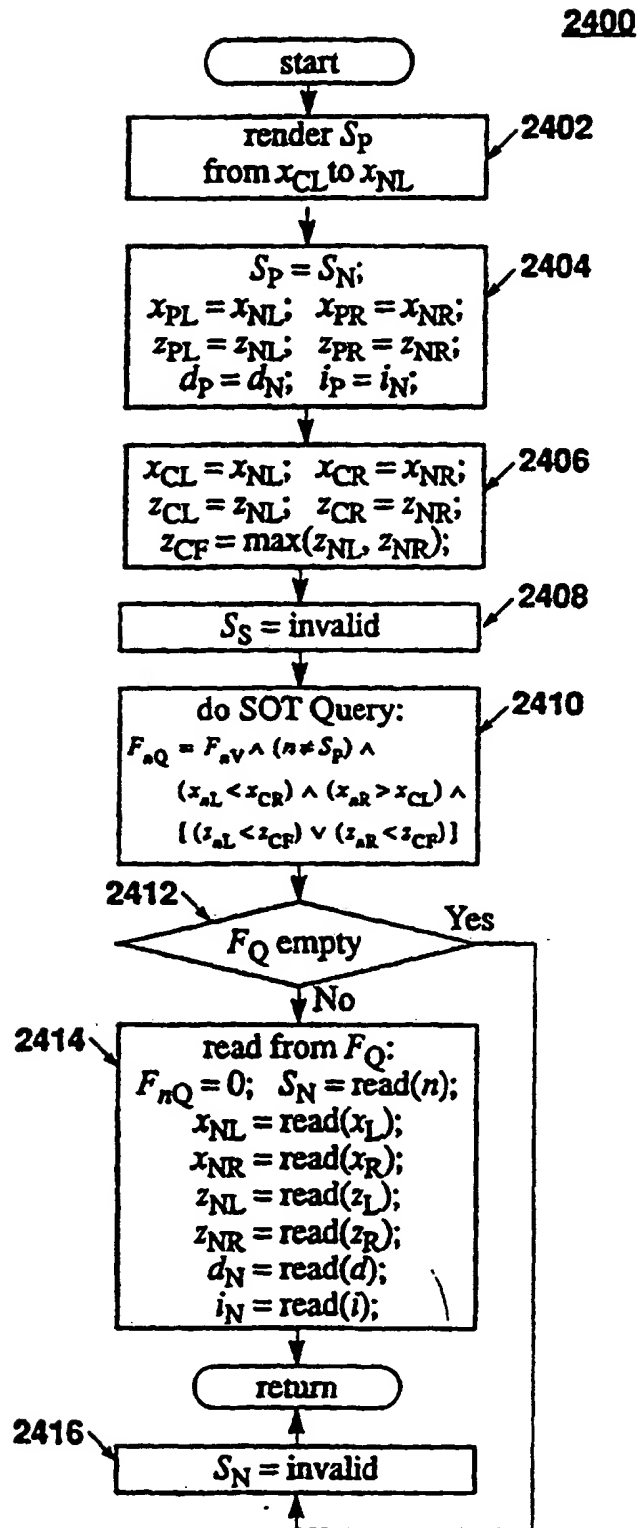 2400
start
render S_P
from x_CL to x_NL
2402
S_P = S_N;
x_PL = x_NL; x_PR = x_NR;
z_PL = z_NL; z_PR = z_NR;
d_P = d_N; i_P = i_N;
2404
x_CL = x_NL; x_CR = x_NR;
z_CL = z_NL; z_CR = z_NR;
z_CF = max(z_NL, z_NR);
2406
S_S = invalid
2408
do SOT Query:
F_nQ = F_nV ∧ (n ≠ S_P) ∧
(x_nL < x_CR) ∧ (x_nR > x_CL) ∧
[(z_nL < z_CF) ∨ (z_nR < z_CF)]
2410
2412
F_Q empty
Yes
No
2414
read from F_Q:
F_nQ = 0; S_N = read(n);
x_NL = read(x_L);
x_NR = read(x_R);
z_NL = read(z_L);
z_NR = read(z_R);
d_N = read(d);
i_N = read(i);
return
2416
S_N = invalid